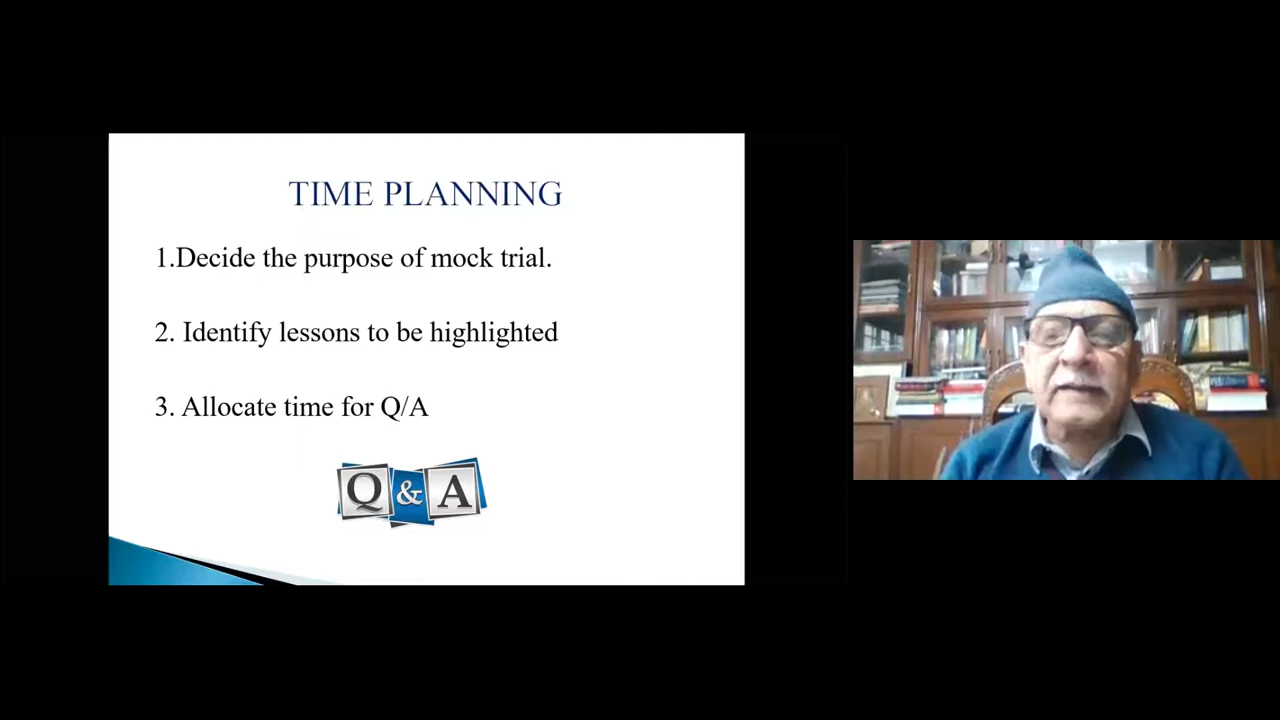 TIME PLANNING
1.Decide the purpose of mock trial.
2. Identify lessons to be highlighted
3. Allocate time for Q/A
Q & A